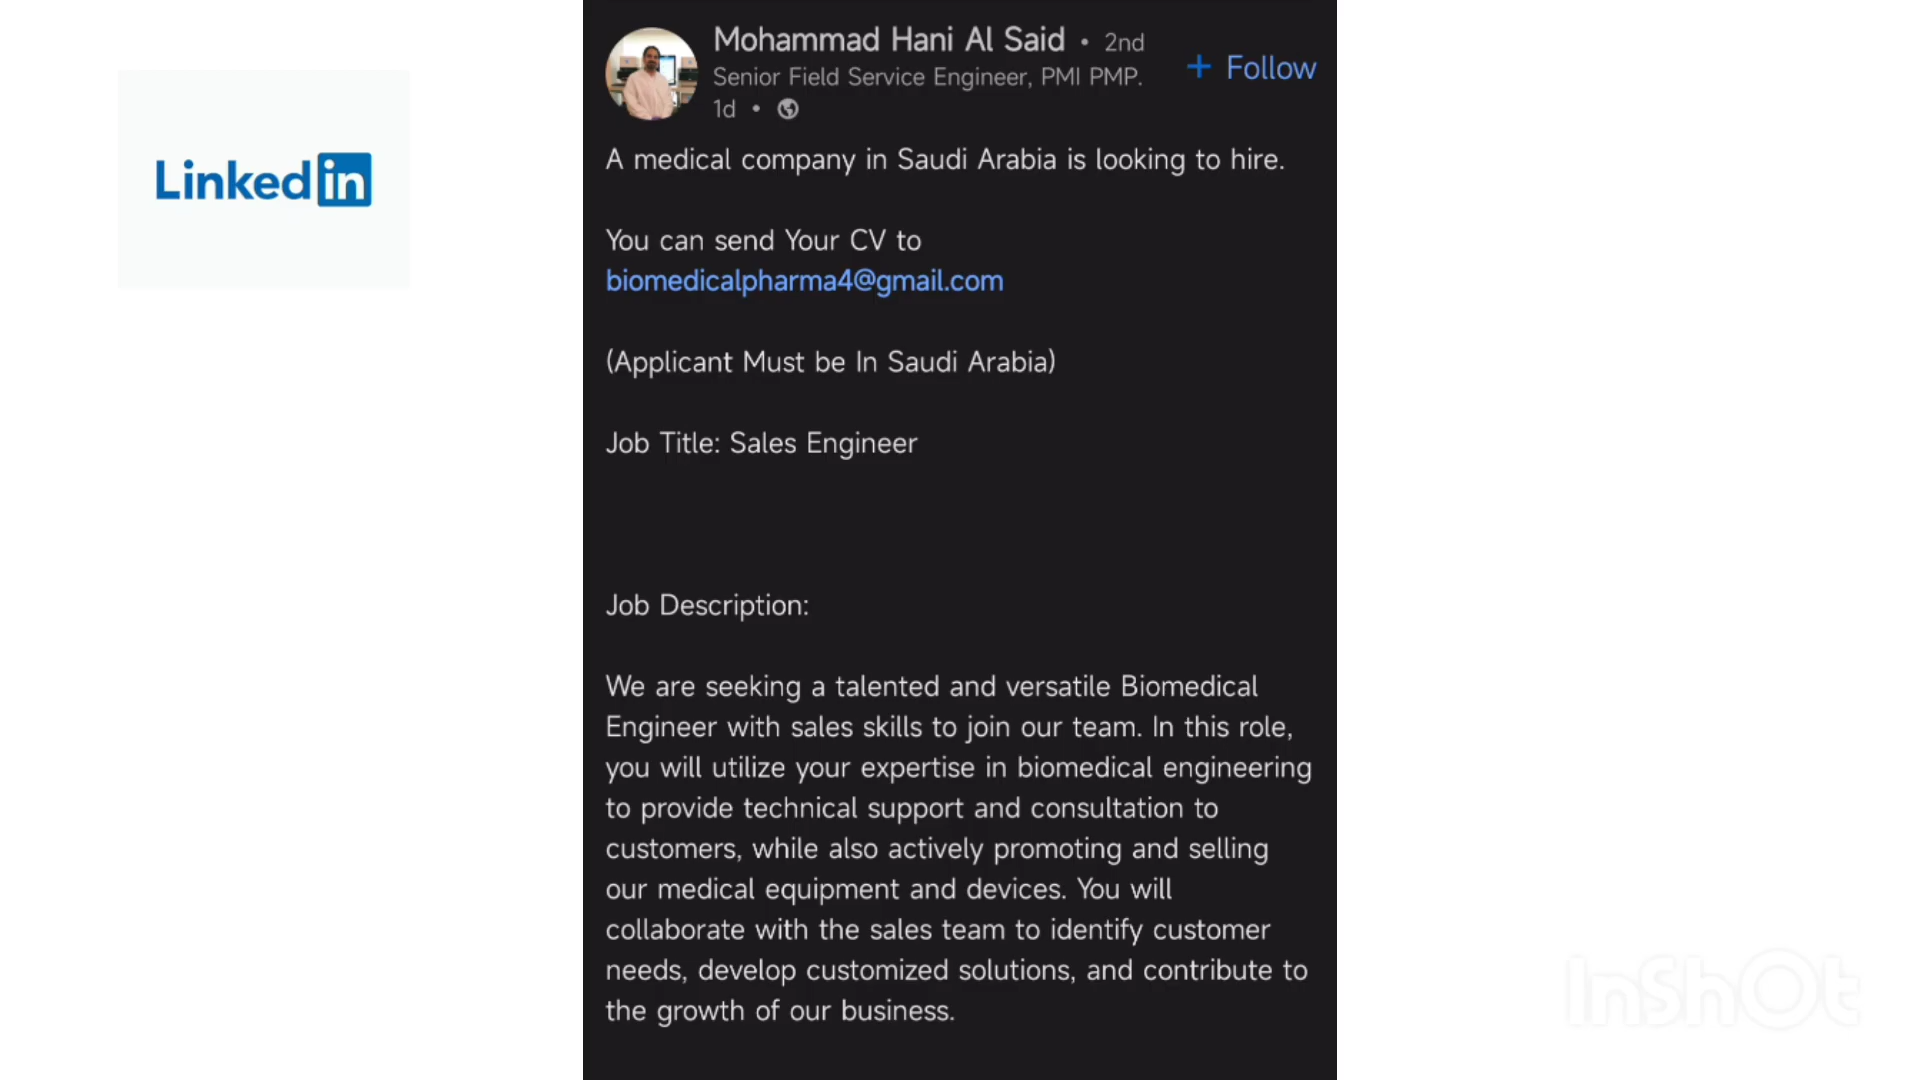 Linkedin
Mohammad Hani Al Said • 2nd
Senior Field Service Engineer, PMI PMP.
1d •
+ Follow
A medical company in Saudi Arabia is looking to hire.
You can send Your CV to
biomedicalpharma4@gmail.com
(Applicant Must be In Saudi Arabia)
Job Title: Sales Engineer
Job Description:
We are seeking a talented and versatile Biomedical
Engineer with sales skills to join our team. In this role,
you will utilize your expertise in biomedical engineering
to provide technical support and consultation to
customers, while also actively promoting and selling
our medical equipment and devices. You will
collaborate with the sales team to identify customer
needs, develop customized solutions, and contribute to
the growth of our business.
InShOt